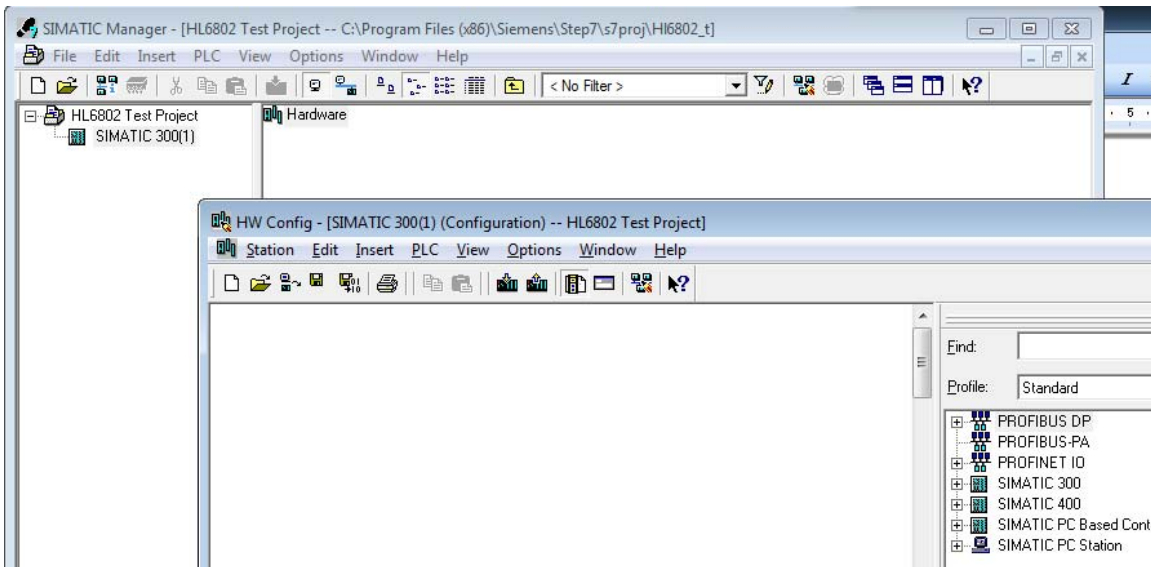 SIMATIC Manager - [HL6802 Test Project -- C:\Program Files (x86)\Siemens\Step7\s7proj\Hl6802_t]
File Edit Insert PLC View Options Window Help
< No Filter >
I
5
HL6802 Test Project
SIMATIC 300(1)
Hardware
HW Config - [SIMATIC 300(1) (Configuration) -- HL6802 Test Project]
Station Edit Insert PLC View Options Window Help
Find:
Profile: Standard
PROFIBUS DP
PROFIBUS-PA
PROFINET IO
SIMATIC 300
SIMATIC 400
SIMATIC PC Based Cont
SIMATIC PC Station